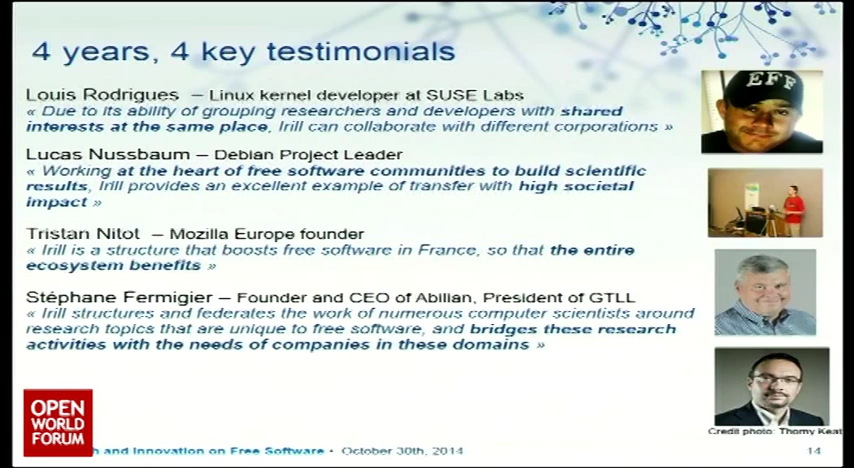 4 years, 4 key testimonials
Louis Rodrigues – Linux kernel developer at SUSE Labs
« Due to its ability of grouping researchers and developers with shared
interests at the same place, Irill can collaborate with different corporations »
Lucas Nussbaum – Debian Project Leader
« Working at the heart of free software communities to build scientific
results, Irill provides an excellent example of transfer with high societal
impact »
Tristan Nitot – Mozilla Europe founder
« Irill is a structure that boosts free software in France, so that the entire
ecosystem benefits »
Stéphane Fermigier – Founder and CEO of Abilian, President of GTLL
« Irill structures and federates the work of numerous computer scientists around
research topics that are unique to free software, and bridges these research
activities with the needs of companies in these domains »
EFF
Credit photo: Thomy Keat
OPEN
WORLD
FORUM
h and Innovation on Free Software • October 30th, 2014
14